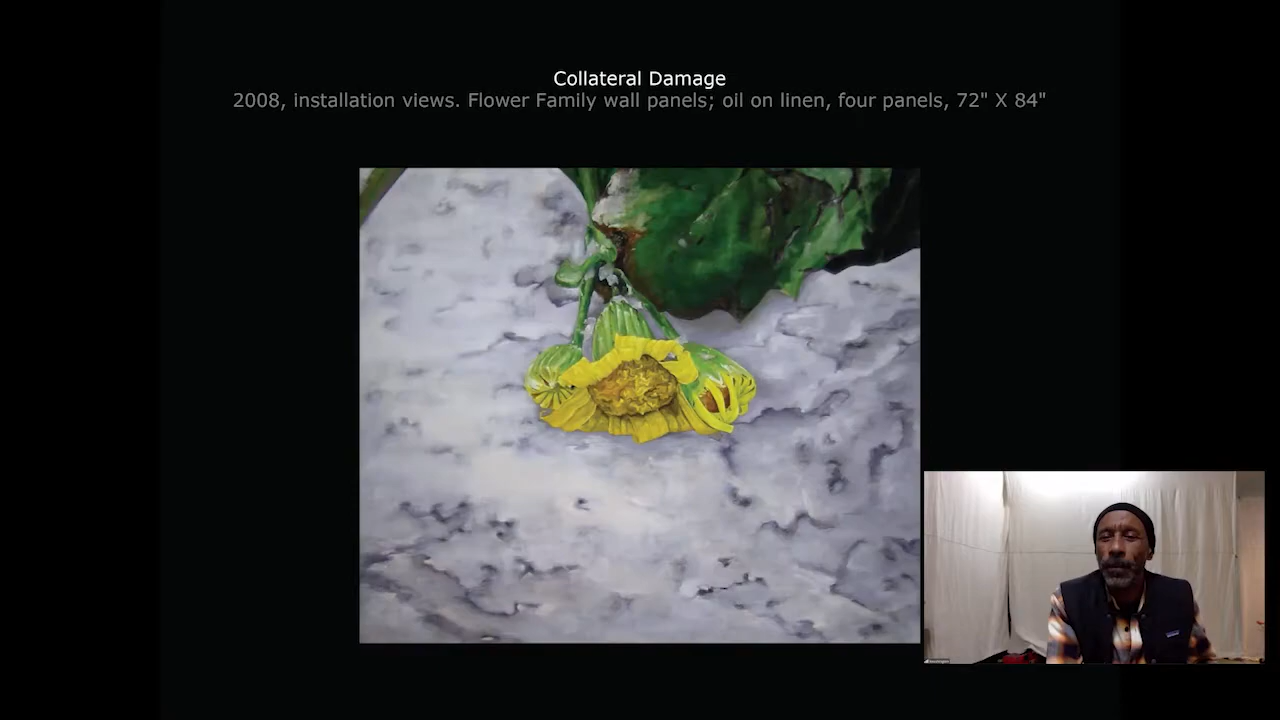 Collateral Damage
2008, installation views. Flower Family wall panels; oil on linen, four panels, 72" X 84"